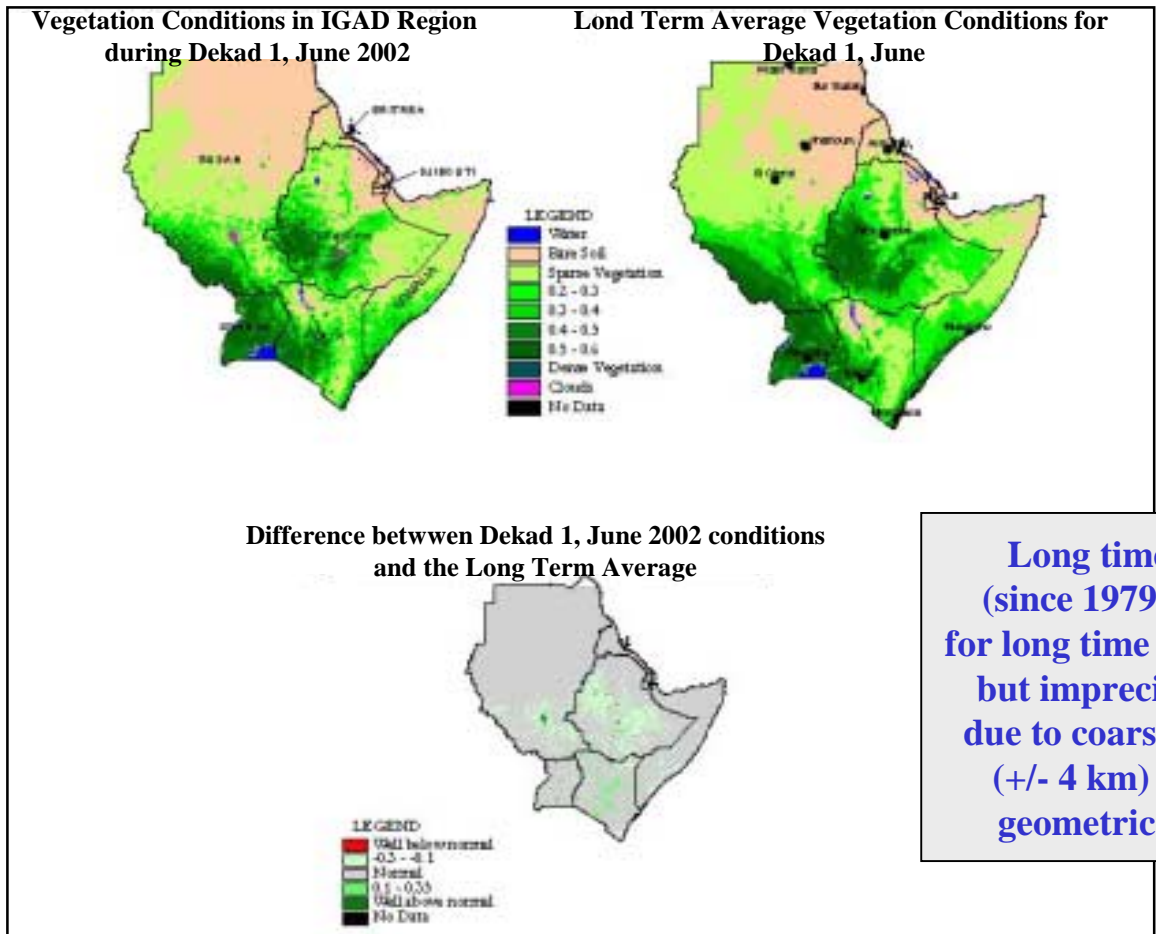 Vegetation Conditions in IGAD Region
during Dekad 1, June 2002
Lond Term Average Vegetation Conditions for
Dekad 1, June
ERITREA
SUDAN
DJIBOUTI
LEGEND
Water
Bare Soil
Sparse Vegetation
0.2 - 0.3
0.3 - 0.4
0.4 - 0.5
0.5 - 0.6
Dense Vegetation
Clouds
No Data
Difference betwwen Dekad 1, June 2002 conditions
and the Long Term Average
Long time
(since 1979
for long time
but impreci
due to coars
(+/- 4 km)
geometric
LEGEND
Well below normal
-0.3 - -0.1
Normal
0.1 - 0.35
Well above normal
No Data